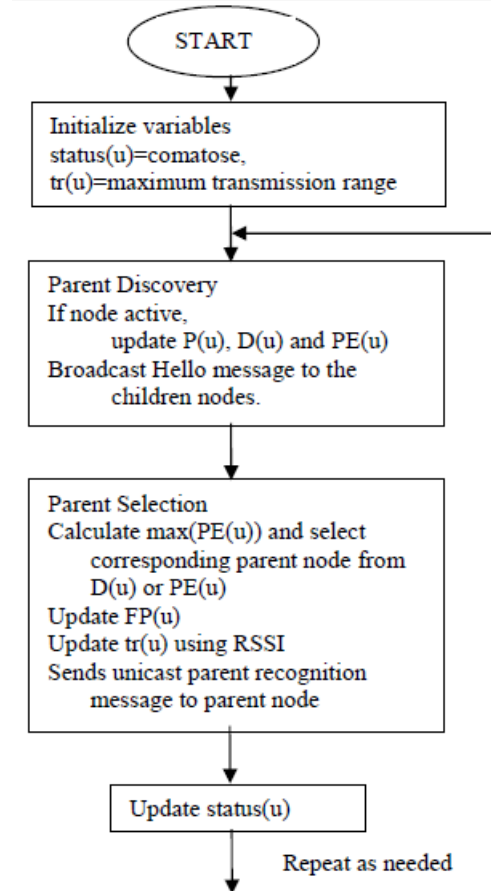 START
Initialize variables
status(u)=comatose,
tr(u)=maximum transmission range
Parent Discovery
If node active,
update P(u), D(u) and PE(u)
Broadcast Hello message to the
children nodes.
Parent Selection
Calculate max(PE(u)) and select
corresponding parent node from
D(u) or PE(u)
Update FP(u)
Update tr(u) using RSSI
Sends unicast parent recognition
message to parent node
Update status(u)
Repeat as needed